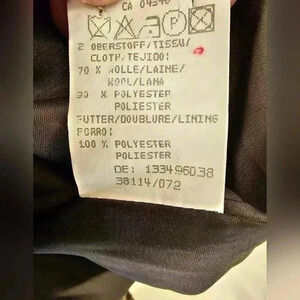 CA 04340
P
2 OBERSTOFF/TISSU/
CLOTH/TEJIDO:
70 % WOLLE/LAINE/
WOOL/LANA
30 % POLYESTER
POLIESTER
FUTTER/DOUBLURE/LINING
FORRO:
100 % POLYESTER
POLIESTER
DE: 133496038
38114/072